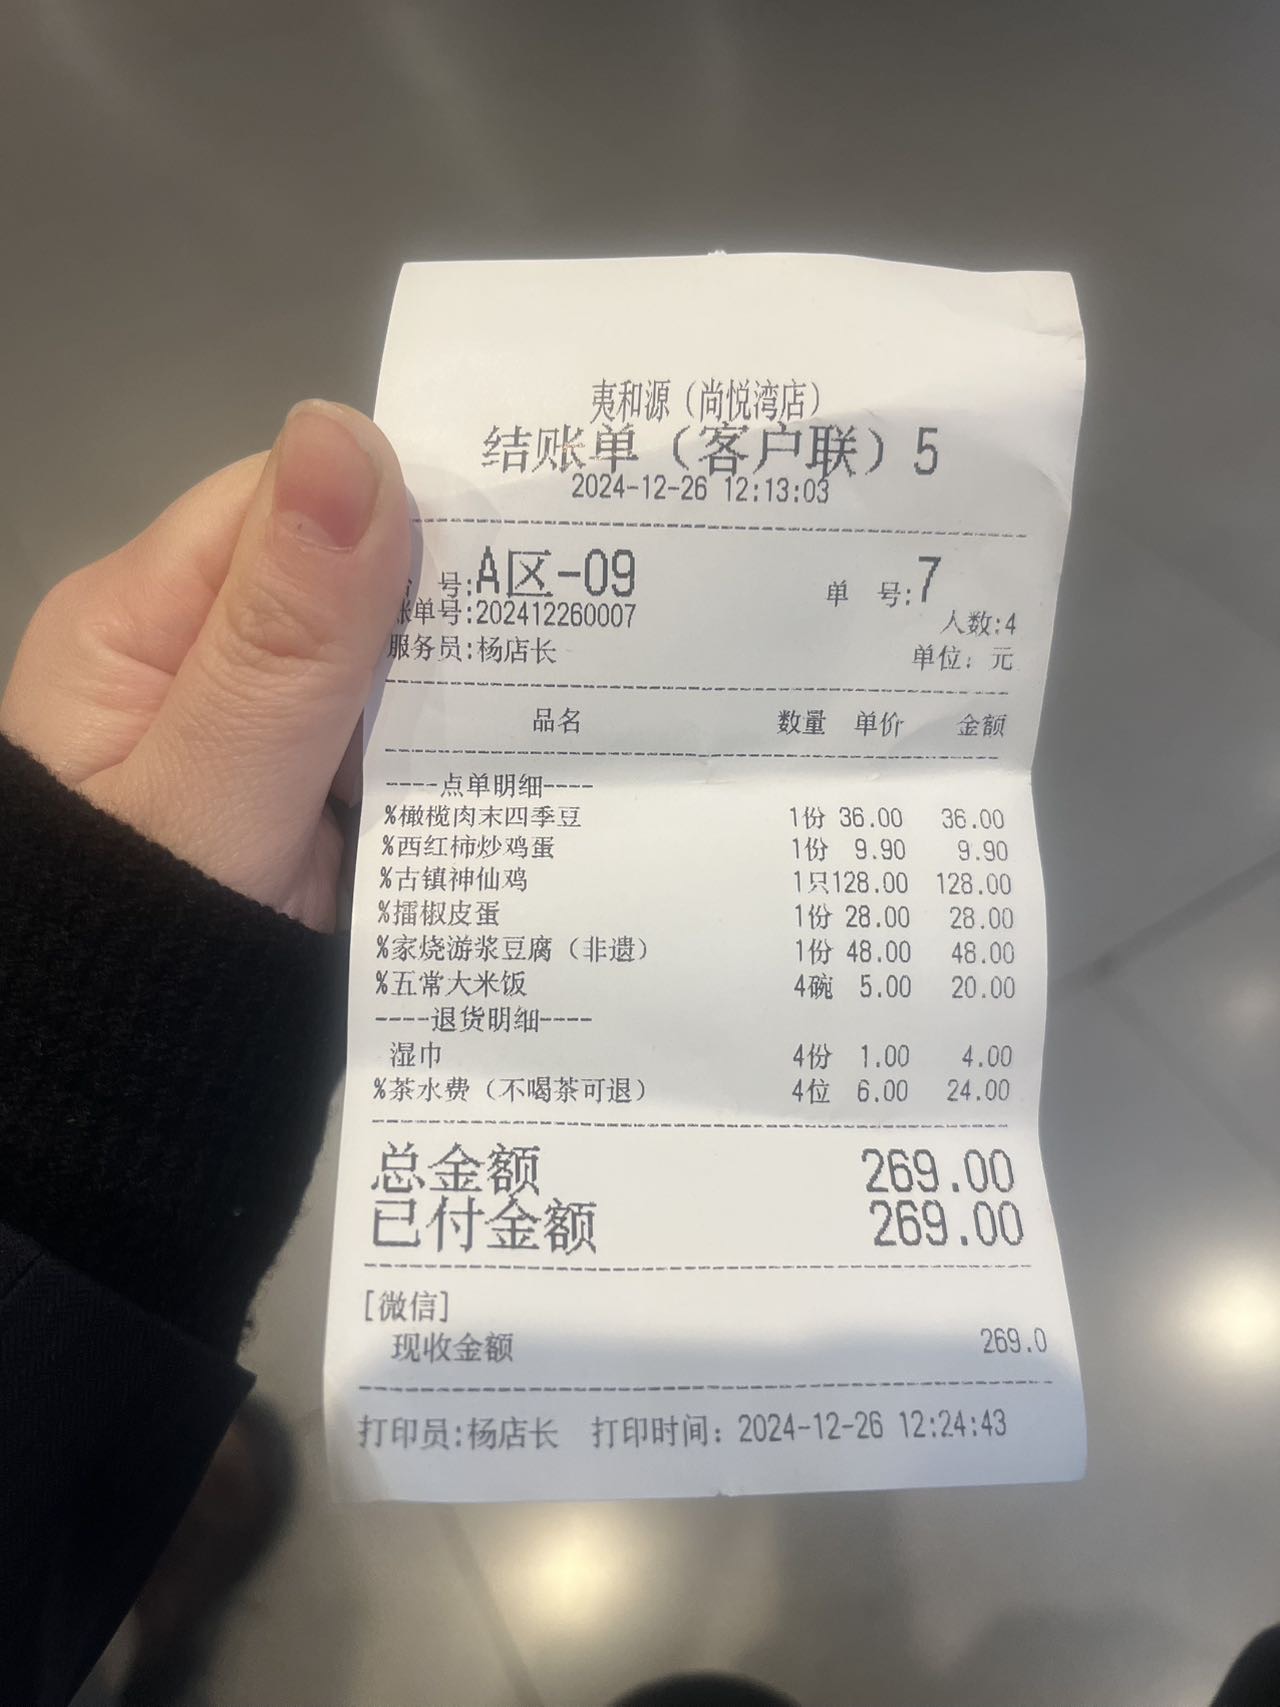 夷和源（尚悦湾店）
结账单（客户联）5
2024-12-26 12:13:03
号:A区-09 单 号:7
账单号:202412260007
人数:4
服务员:杨店长 单位: 元
品名 数量 单价 金额
----点单明细----
%橄榄肉末四季豆 1份 36.00 36.00
%西红柿炒鸡蛋 1份 9.90 9.90
%古镇神仙鸡 1只128.00 128.00
%擂椒皮蛋 1份 28.00 28.00
%家烧游浆豆腐（非遗） 1份 48.00 48.00
%五常大米饭 4碗 5.00 20.00
----退货明细----
湿巾 4份 1.00 4.00
%茶水费（不喝茶可退） 4位 6.00 24.00
总金额 269.00
已付金额 269.00
[微信]
现收金额 269.0
打印员:杨店长 打印时间: 2024-12-26 12:24:43